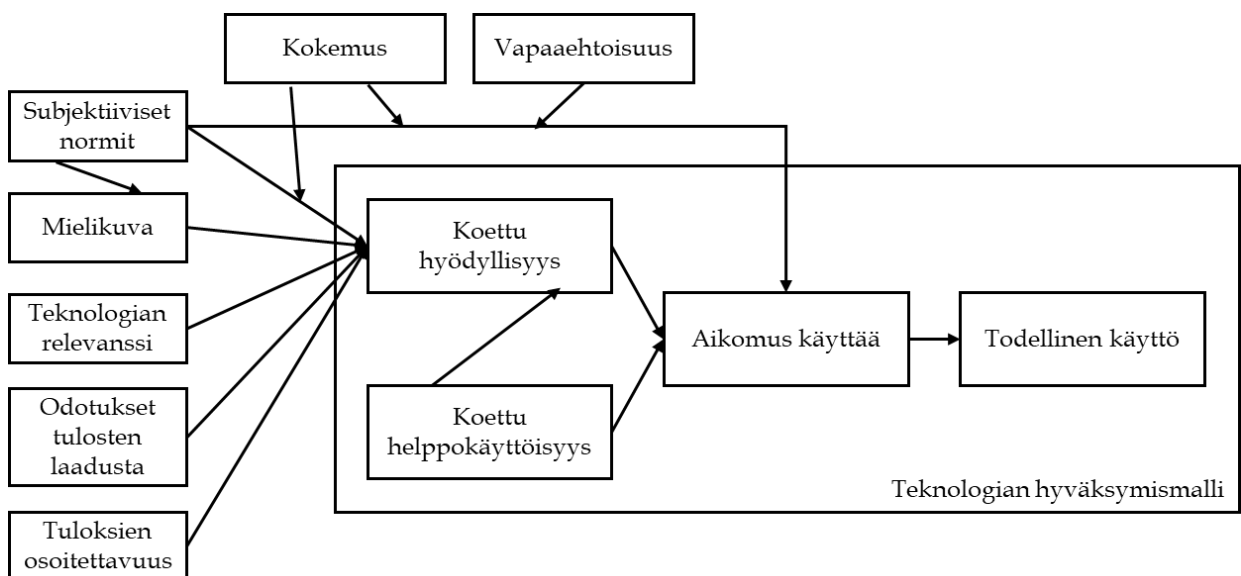 Kokemus
Vapaaehtoisuus
Subjektiiviset
normit
Mielikuva
Koettu
hyödyllisyys
Teknologian
relevanssi
Aikomus käyttää
Todellinen käyttö
Odotukset
tulosten
laadusta
Koettu
helppokäyttöisyys
Teknologian hyväksymismalli
Tuloksien
osoitettavuus